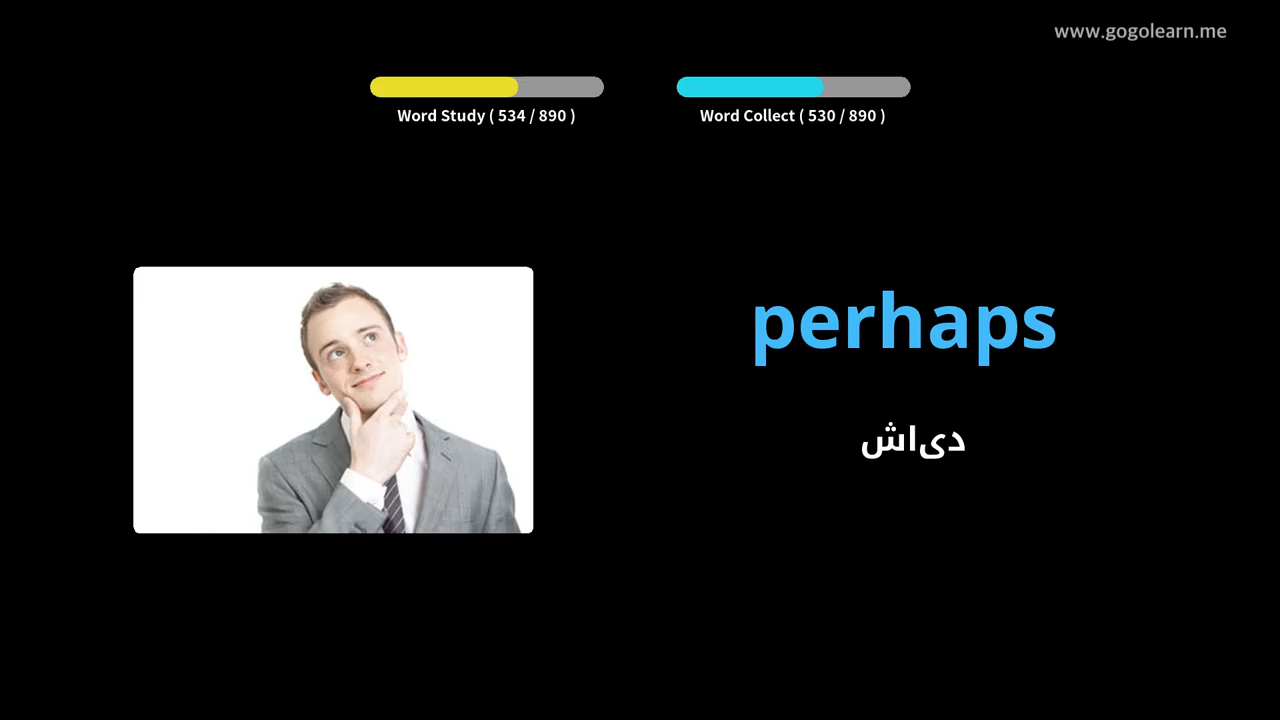 www.gogolearn.me
Word Study ( 534 / 890 )
Word Collect ( 530 / 890 )
perhaps
دیاش